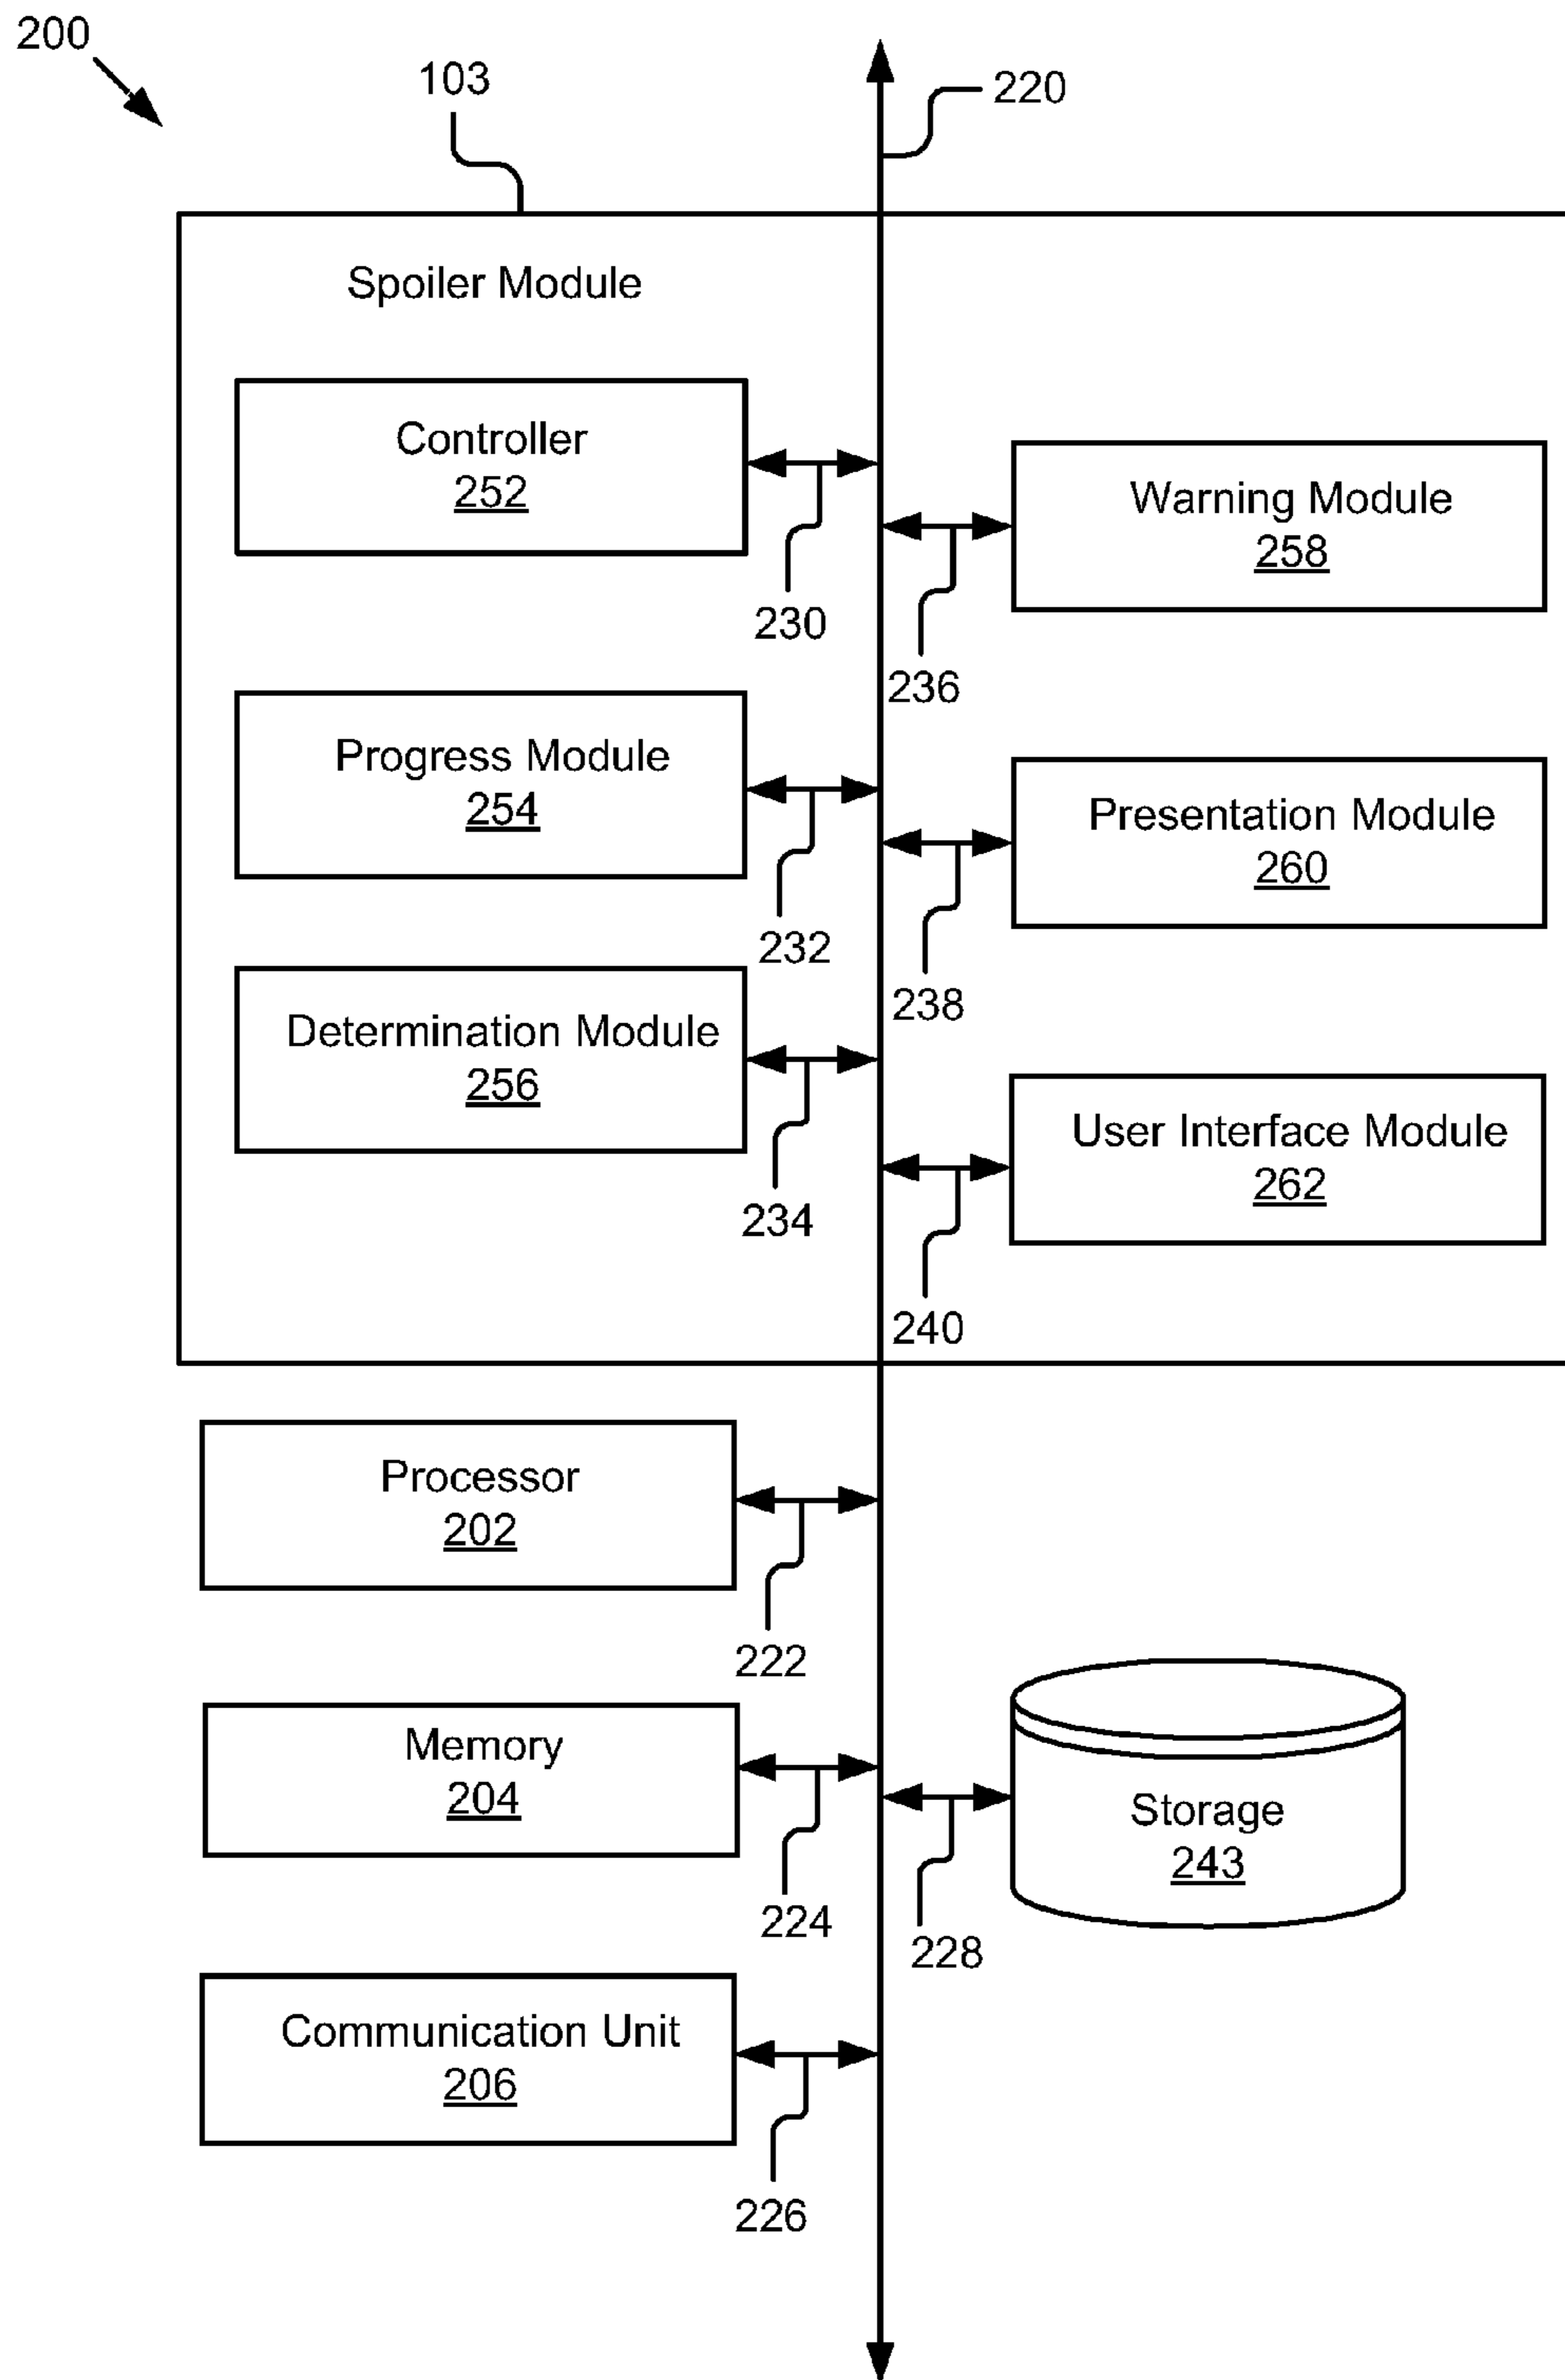 200
103
220
Spoiler Module
Controller
252
230
Warning Module
258
236
Progress Module
254
232
Presentation Module
260
238
Determination Module
256
234
User Interface Module
262
240
Processor
202
222
Memory
204
224
Storage
243
228
Communication Unit
206
226